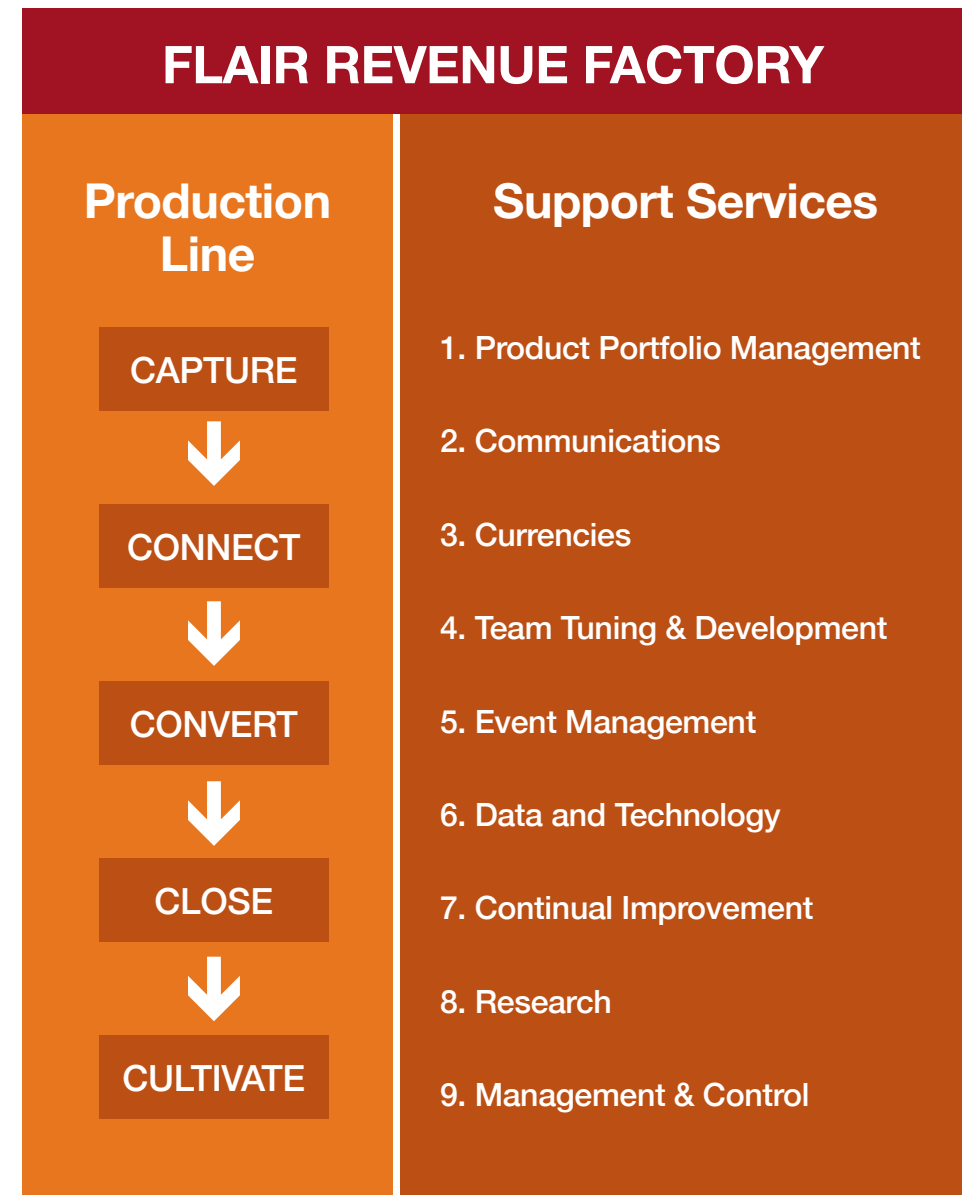 FLAIR REVENUE FACTORY
Production
Line
CAPTURE
CONNECT
CONVERT
CLOSE
CULTIVATE
Support Services
1. Product Portfolio Management
2. Communications
3. Currencies
4. Team Tuning & Development
5. Event Management
6. Data and Technology
7. Continual Improvement
8. Research
9. Management & Control